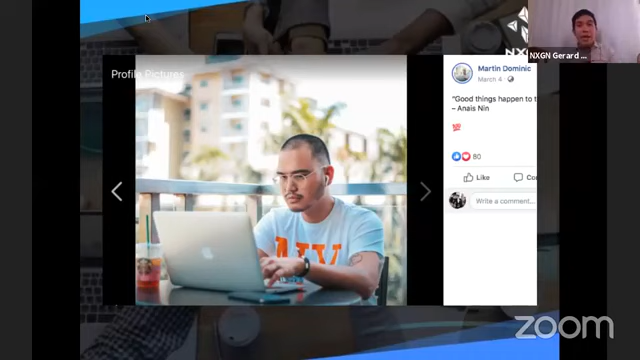 NXGN Gerard ...
Profile Pictures
Martin Dominic
March 4
"Good things happen to t
– Anais Nin
💯
80
Like
Co
Write a comment...
zoom